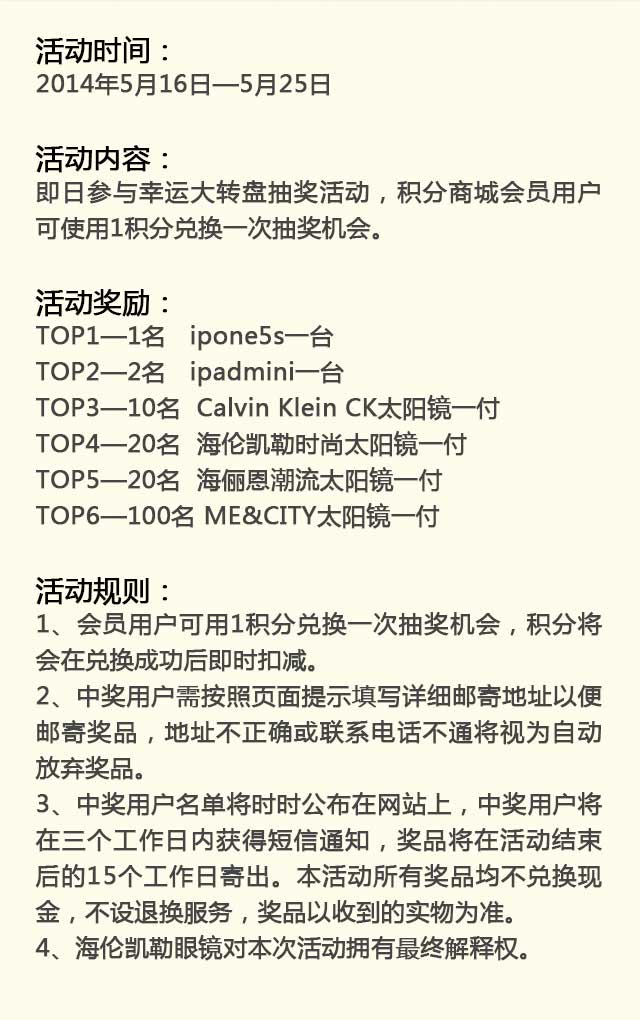 活动时间：
2014年5月16日—5月25日
活动内容：
即日参与幸运大转盘抽奖活动，积分商城会员用户
可使用1积分兑换一次抽奖机会。
活动奖励：
TOP1—1名 ipone5s一台
TOP2—2名 ipadmini一台
TOP3—10名 Calvin Klein CK太阳镜一付
TOP4—20名 海伦凯勒时尚太阳镜一付
TOP5—20名 海俪恩潮流太阳镜一付
TOP6—100名 ME&CITY太阳镜一付
活动规则：
1、会员用户可用1积分兑换一次抽奖机会，积分将
会在兑换成功后即时扣减。
2、中奖用户需按照页面提示填写详细邮寄地址以便
邮寄奖品，地址不正确或联系电话不通将视为自动
放弃奖品。
3、中奖用户名单将时时公布在网站上，中奖用户将
在三个工作日内获得短信通知，奖品将在活动结束
后的15个工作日寄出。本活动所有奖品均不兑换现
金，不设退换服务，奖品以收到的实物为准。
4、海伦凯勒眼镜对本次活动拥有最终解释权。